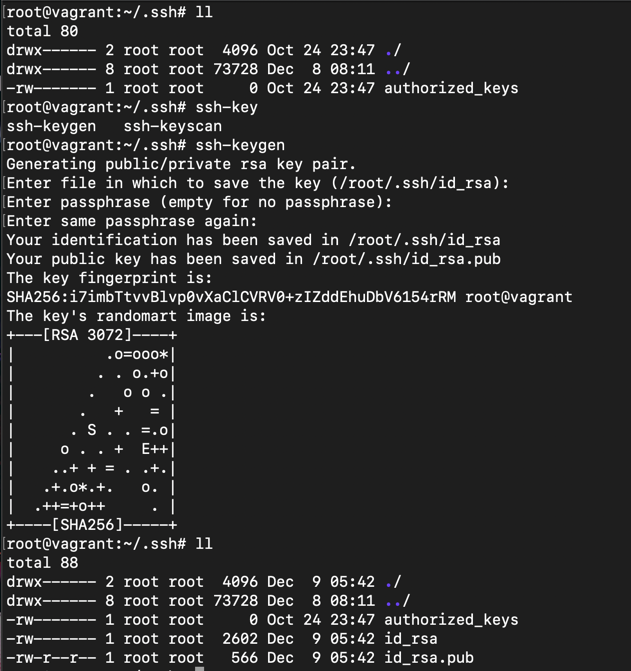 [root@vagrant:~/.ssh# ll
total 80
drwx------ 2 root root  4096 Oct 24 23:47 ./
drwx------ 8 root root 73728 Dec  8 08:11 ../
-rw------- 1 root root     0 Oct 24 23:47 authorized_keys
[root@vagrant:~/.ssh# ssh-key
ssh-keygen   ssh-keyscan
[root@vagrant:~/.ssh# ssh-keygen
Generating public/private rsa key pair.
[Enter file in which to save the key (/root/.ssh/id_rsa):
[Enter passphrase (empty for no passphrase):
[Enter same passphrase again:
Your identification has been saved in /root/.ssh/id_rsa
Your public key has been saved in /root/.ssh/id_rsa.pub
The key fingerprint is:
SHA256:i7imbTtvvBlvp0vXaClCVRV0+zIZddEhuDbV6154rRM root@vagrant
The key's randomart image is:
+---[RSA 3072]----+
|          .o=ooo*|
|         . . o.+o|
|        .   o o .|
|       .   +   = |
|      . S . . =.o|
|     o . . +  E++|
|    ..+ + = . .+.|
|   .+.o*.+.   o. |
|  .++=+o++     . |
+----[SHA256]-----+
[root@vagrant:~/.ssh# ll
total 88
drwx------ 2 root root  4096 Dec  9 05:42 ./
drwx------ 8 root root 73728 Dec  8 08:11 ../
-rw------- 1 root root     0 Oct 24 23:47 authorized_keys
-rw------- 1 root root  2602 Dec  9 05:42 id_rsa
-rw-r--r-- 1 root root   566 Dec  9 05:42 id_rsa.pub